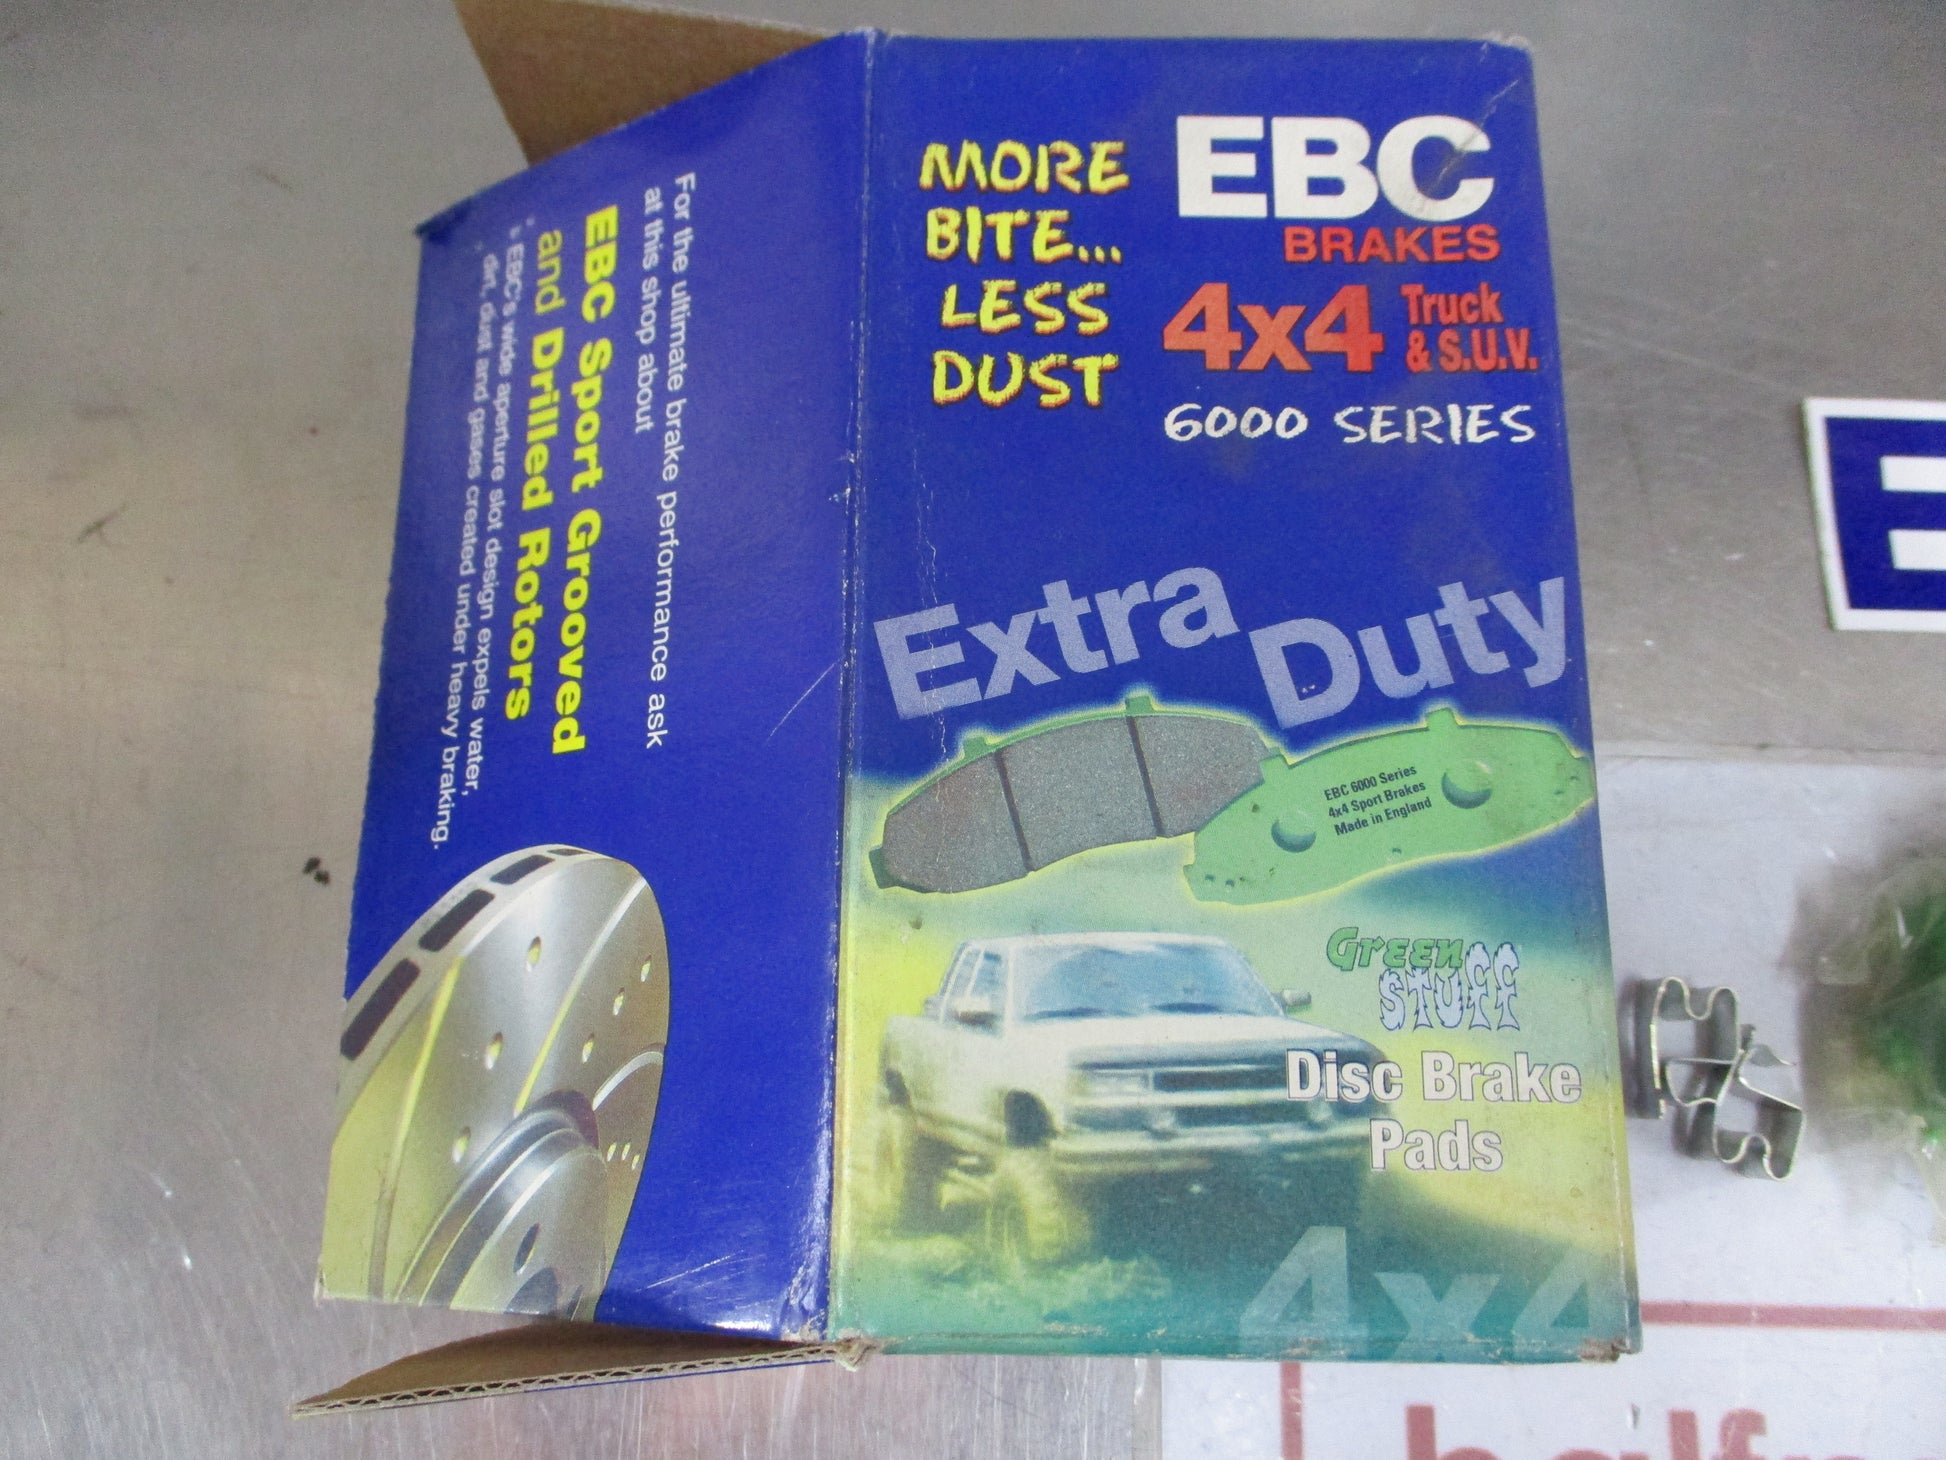 For the ultimate brake performance ask
at this shop about
EBC Sport Grooved
and Drilled Rotors
EBC's wide aperture slot design expels water,
dirt, dust and gases created under heavy braking.
MORE
BITE...
LESS
DUST
EBC
BRAKES
4x4 Truck
& S.U.V.
6000 SERIES
Extra Duty
EBC 6000 Series
4x4 Sport Brakes
Made in England
Green
STUFF
Disc Brake
Pads
4x4
E